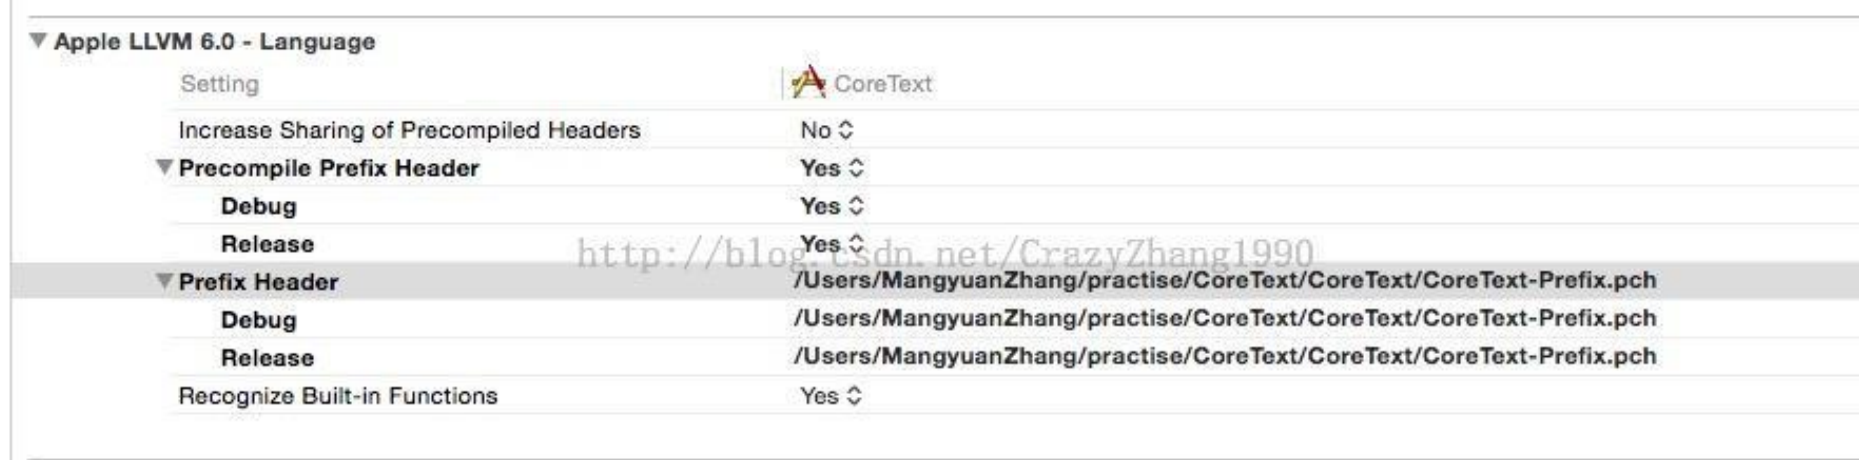 Apple LLVM 6.0 - Language
Setting CoreText
Increase Sharing of Precompiled Headers No
Precompile Prefix Header Yes
Debug Yes
Release Yes
http://blog.csdn.net/CrazyZhang1990
Prefix Header /Users/MangyuanZhang/practise/CoreText/CoreText/CoreText-Prefix.pch
Debug /Users/MangyuanZhang/practise/CoreText/CoreText/CoreText-Prefix.pch
Release /Users/MangyuanZhang/practise/CoreText/CoreText/CoreText-Prefix.pch
Recognize Built-in Functions Yes